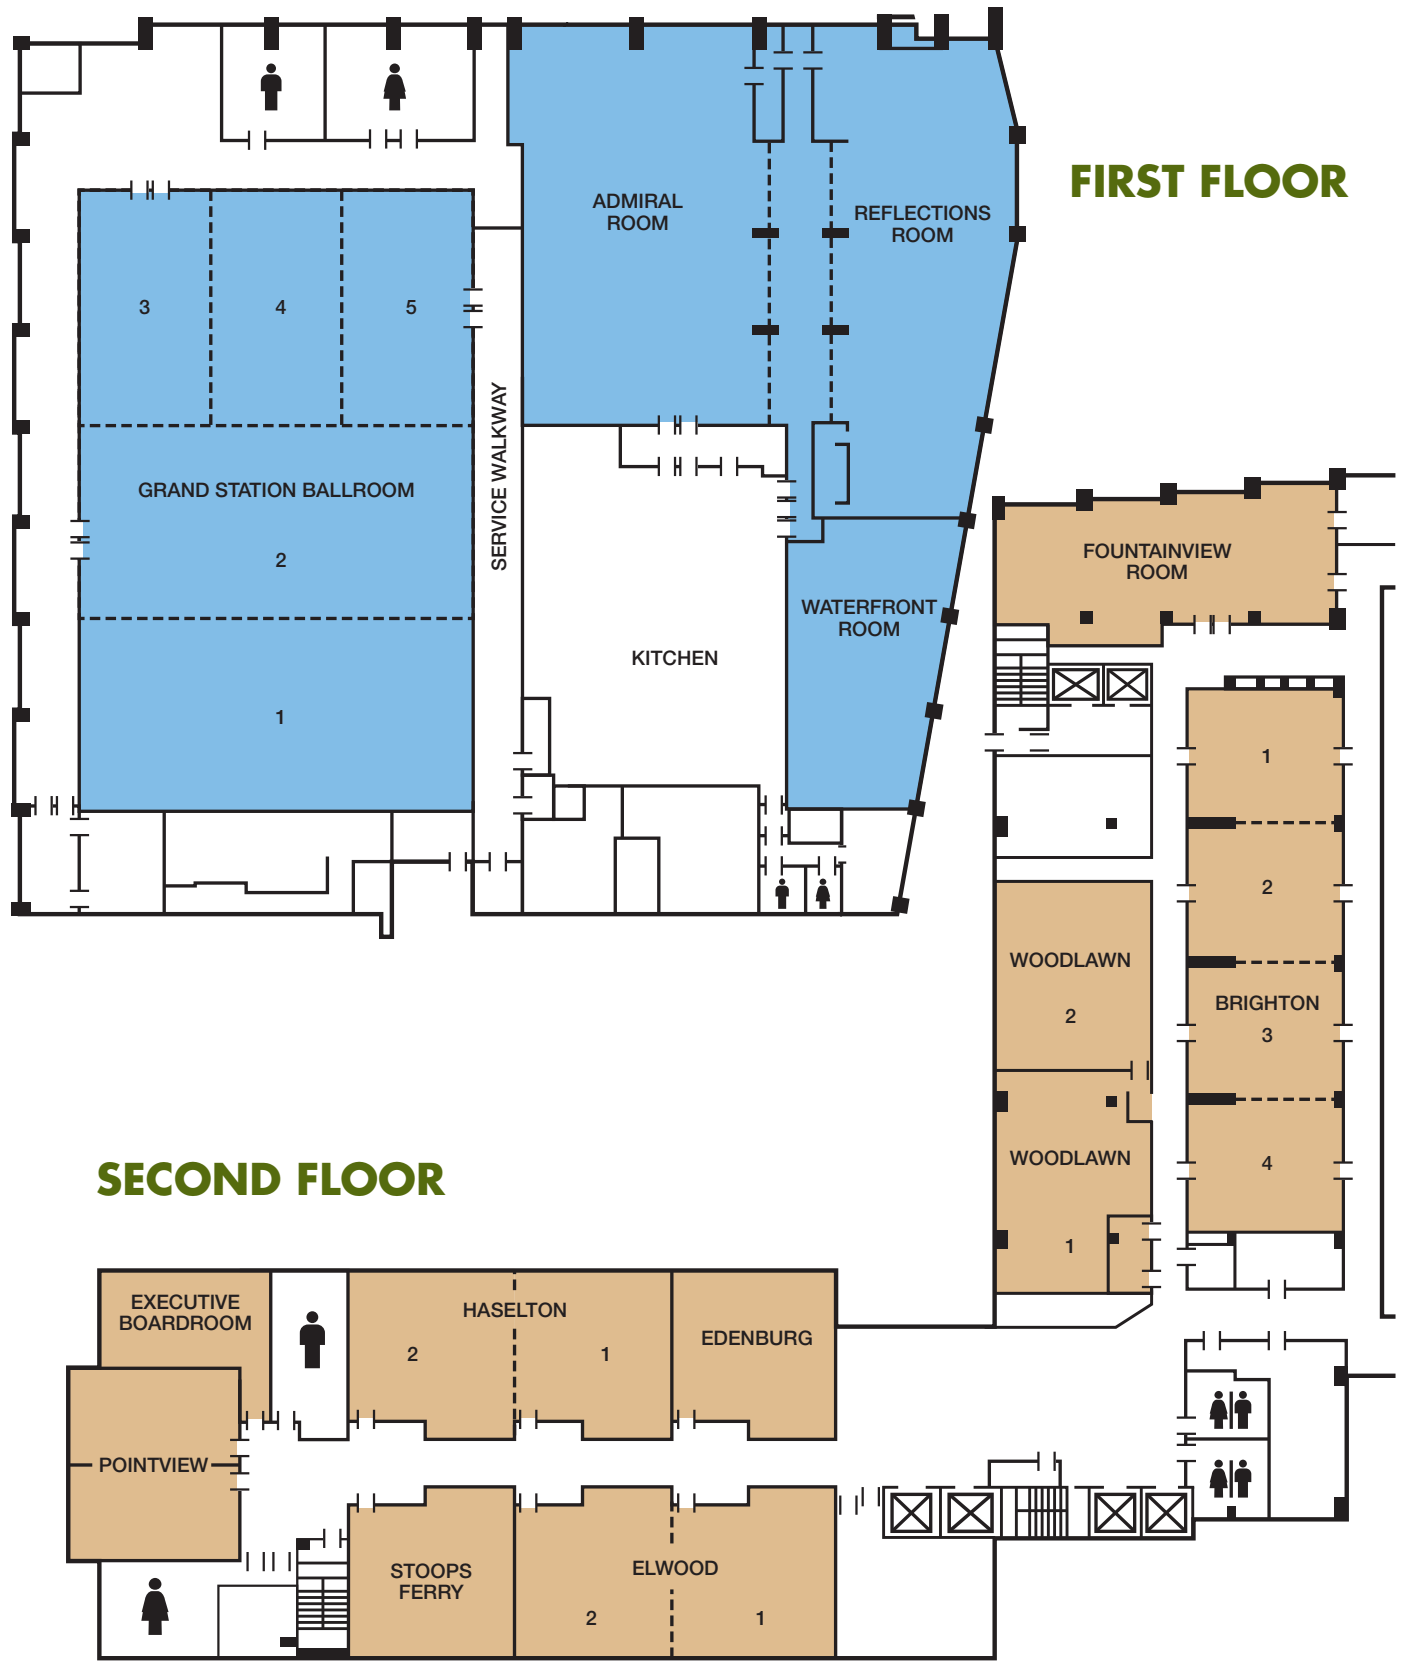 FIRST FLOOR
ADMIRAL
ROOM
REFLECTIONS
ROOM
3
4
5
GRAND STATION BALLROOM
2
1
SERVICE WALKWAY
KITCHEN
WATERFRONT
ROOM
FOUNTAINVIEW
ROOM
1
2
BRIGHTON
3
4
WOODLAWN
2
WOODLAWN
1
SECOND FLOOR
EXECUTIVE
BOARDROOM
HASELTON
2
1
EDENBURG
POINTVIEW
STOOPS
FERRY
ELWOOD
2
1